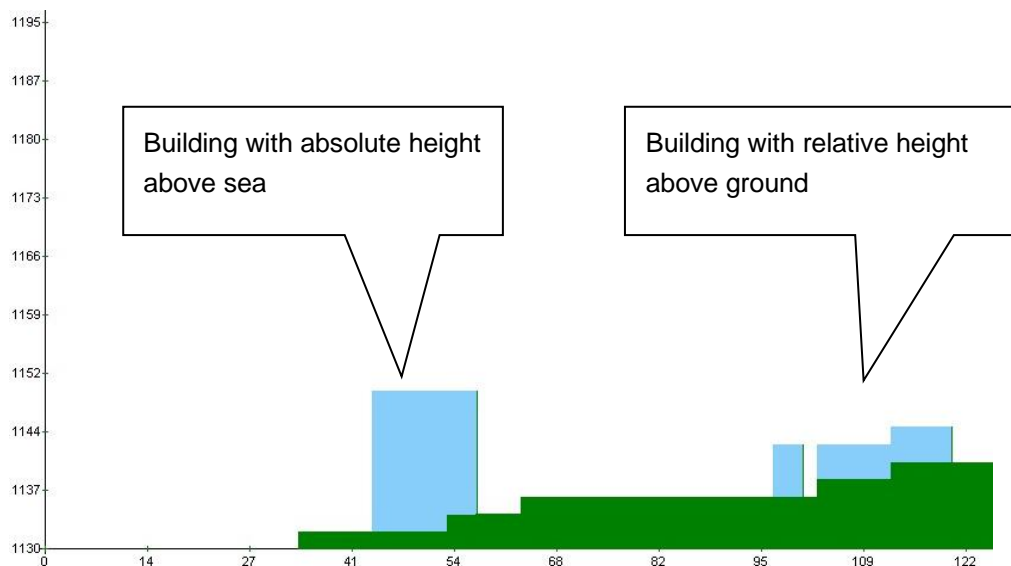 1195
1187
1180
Building with absolute height
above sea
Building with relative height
above ground
1173
1166
1159
1152
1144
1137
1130
0 14 27 41 54 68 82 95 109 122